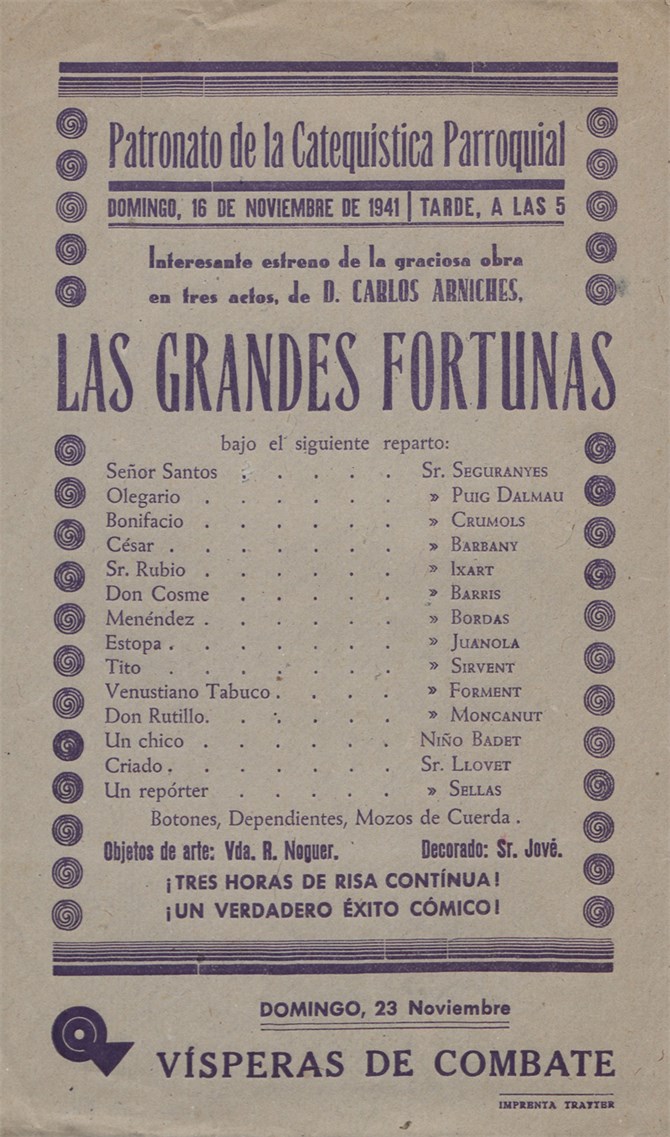 Patronato de la Catequística Parroquial
DOMINGO, 16 DE NOVIEMBRE DE 1941 | TARDE, A LAS 5
Interesante estreno de la graciosa obra
en tres actos, de D. CARLOS ARNICHES,
LAS GRANDES FORTUNAS
bajo el siguiente reparto:
Señor Santos . . . . . Sr. SEGURANYES
Olegario . . . . . . » PUIG DALMAU
Bonifacio . . . . . . » CRUMOLS
César . . . . . . . » BARBANY
Sr. Rubio . . . . . . » IXART
Don Cosme . . . . . » BARRIS
Menéndez . . . . . . » BORDAS
Estopa . . . . . . . » JUANOLA
Tito . . . . . . . » SIRVENT
Venustiano Tabuco . . . . » FORMENT
Don Rutillo. . . . . . » MONCANUT
Un chico . . . . . . NIÑO BADET
Criado . . . . . . . Sr. LLOVET
Un repórter . . . . . » SELLAS
Botones, Dependientes, Mozos de Cuerda .
Objetos de arte: Vda. R. Noguer. Decorado: Sr. Jové.
¡TRES HORAS DE RISA CONTÍNUA!
¡UN VERDADERO ÉXITO CÓMICO!
DOMINGO, 23 Noviembre
VÍSPERAS DE COMBATE
IMPRENTA TRAYTER